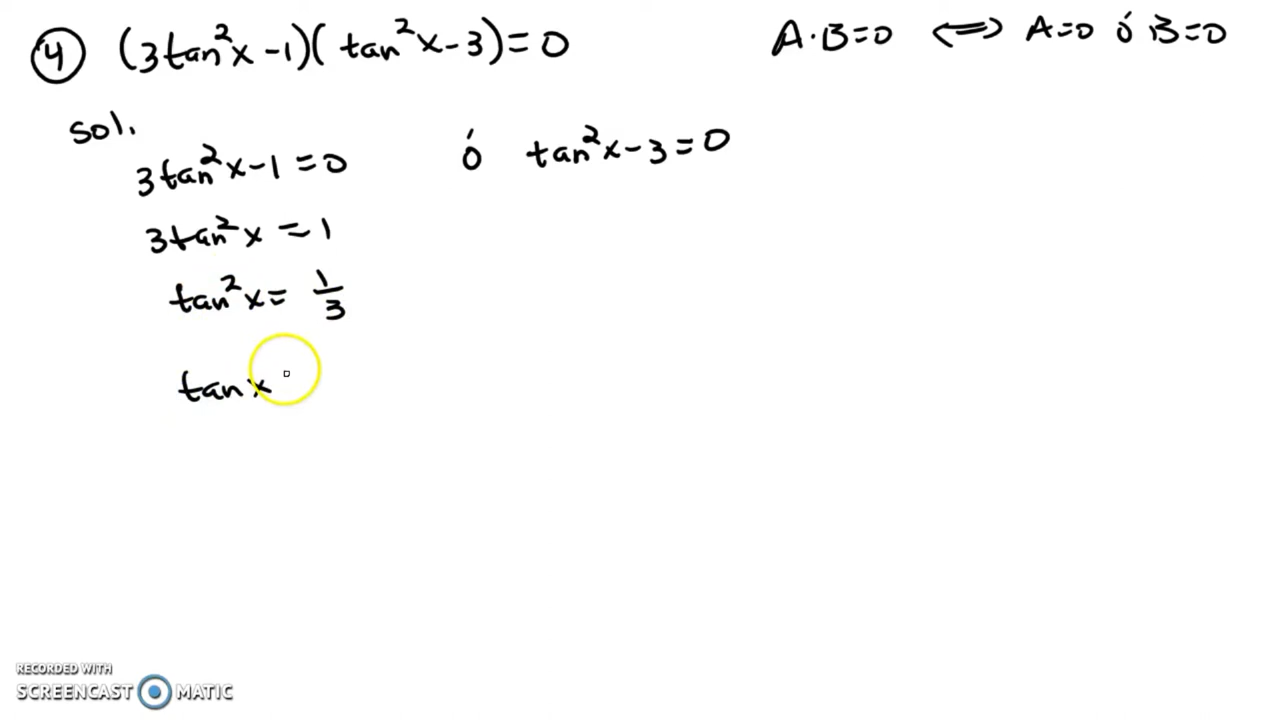 ④ (3tan²x-1)(tan²x-3)=0
A·B=0 ⟺ A=0 ó B=0
sol.
3tan²x-1=0 ó tan²x-3=0
3tan²x=1
tan²x=1/3
tanx
RECORDED WITH
SCREENCAST MATIC